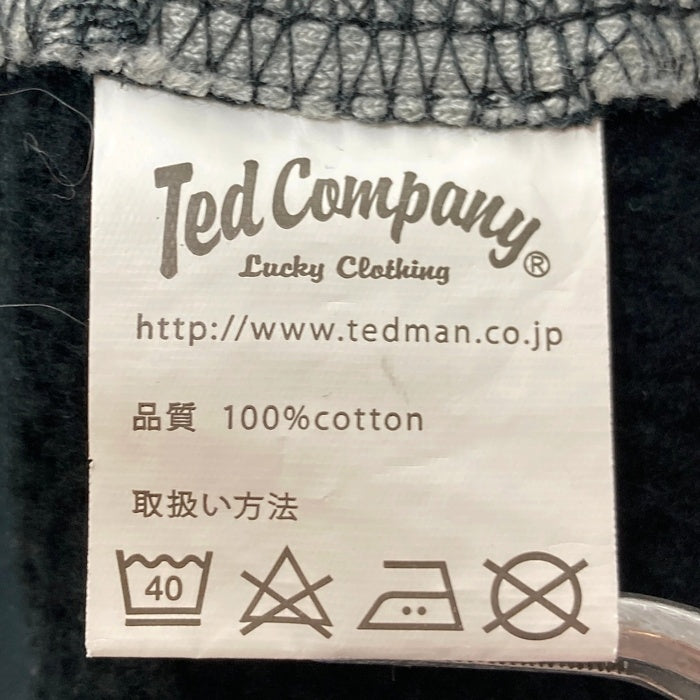 Ted Company®
Lucky Clothing
http://www.tedman.co.jp
品質 100%cotton
取扱い方法
40